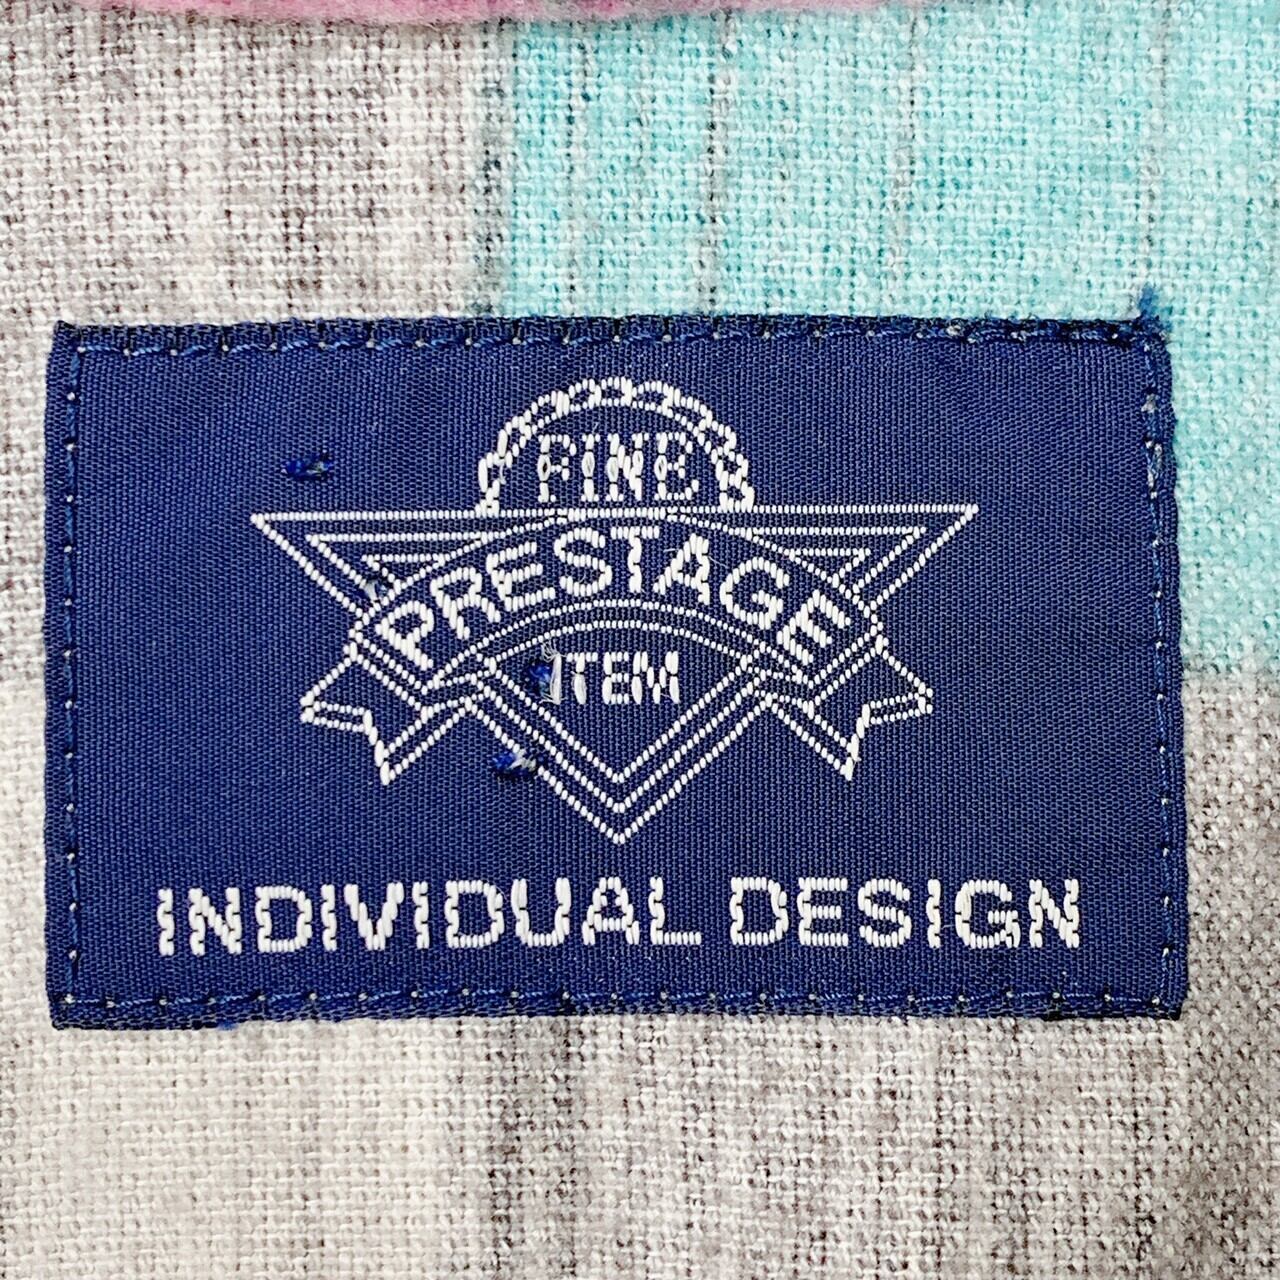 FINE
PRESTAGE
ITEM
INDIVIDUAL DESIGN